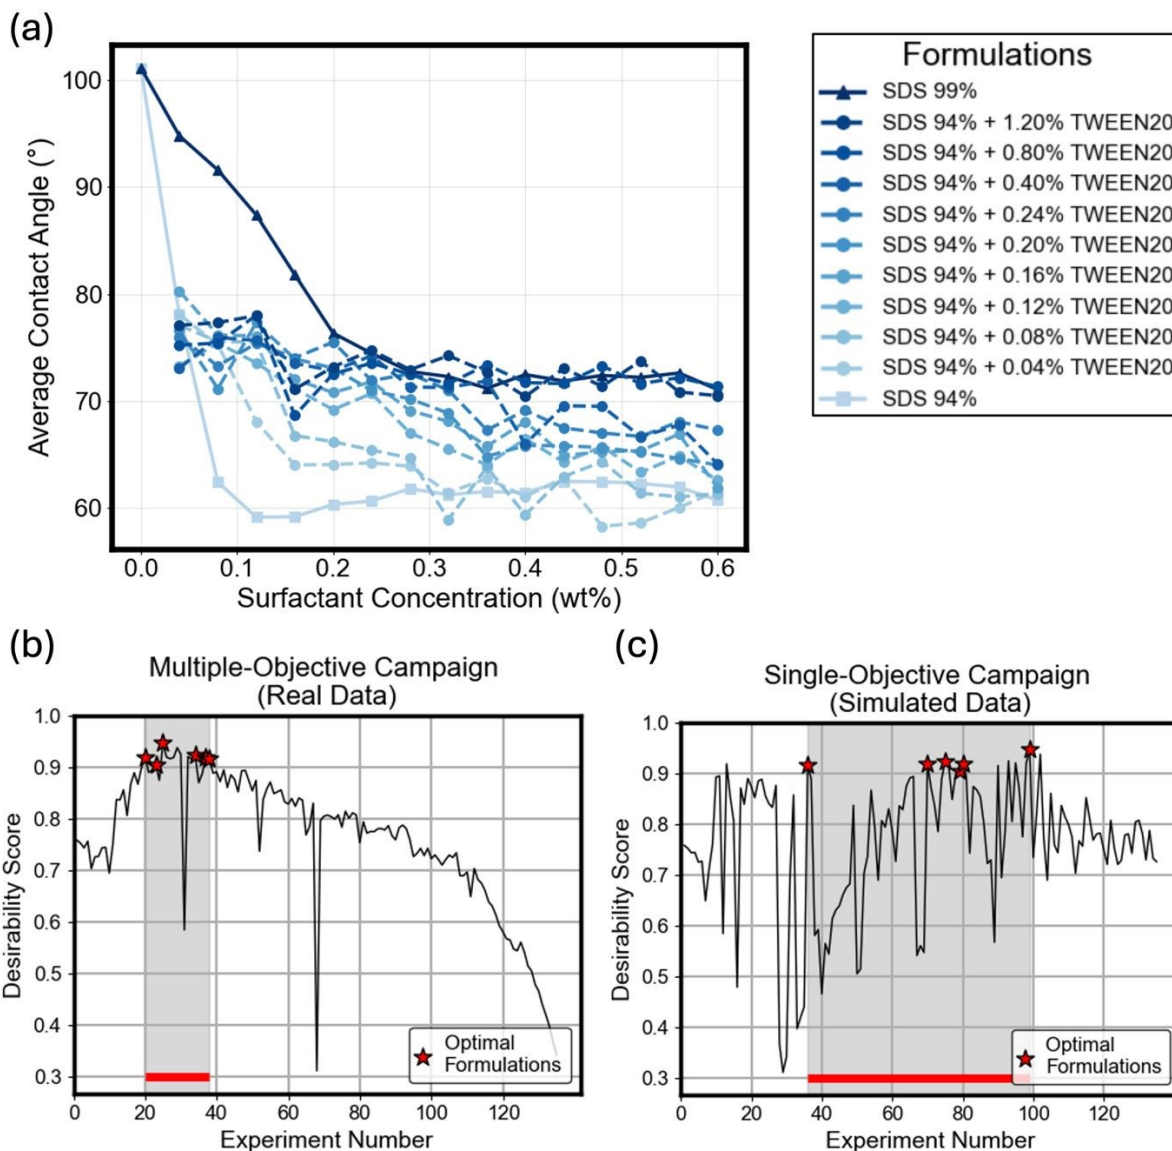 (a)
100
90
80
70
60
Average Contact Angle (°)
0.0 0.1 0.2 0.3 0.4 0.5 0.6
Surfactant Concentration (wt%)
Formulations
SDS 99%
SDS 94% + 1.20% TWEEN20
SDS 94% + 0.80% TWEEN20
SDS 94% + 0.40% TWEEN20
SDS 94% + 0.24% TWEEN20
SDS 94% + 0.20% TWEEN20
SDS 94% + 0.16% TWEEN20
SDS 94% + 0.12% TWEEN20
SDS 94% + 0.08% TWEEN20
SDS 94% + 0.04% TWEEN20
SDS 94%
(b)
Multiple-Objective Campaign
(Real Data)
1.0
0.9
0.8
0.7
0.6
0.5
0.4
0.3
Desirability Score
Optimal
Formulations
0 20 40 60 80 100 120
Experiment Number
(c)
Single-Objective Campaign
(Simulated Data)
1.0
0.9
0.8
0.7
0.6
0.5
0.4
0.3
Desirability Score
Optimal
Formulations
0 20 40 60 80 100 120
Experiment Number